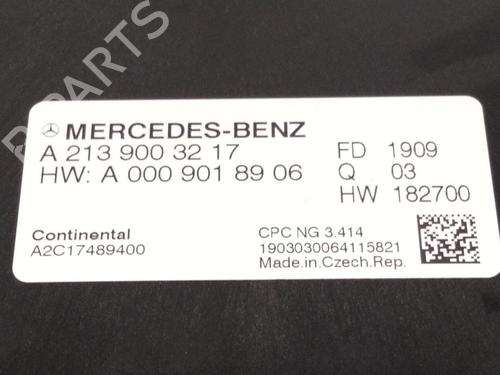 MERCEDES-BENZ
A 213 900 32 17 FD 1909
HW: A 000 901 89 06 Q 03
HW 182700
Continental CPC NG 3.414
A2C17489400 1903030064115821
Made.in.Czech.Rep.
PARTS